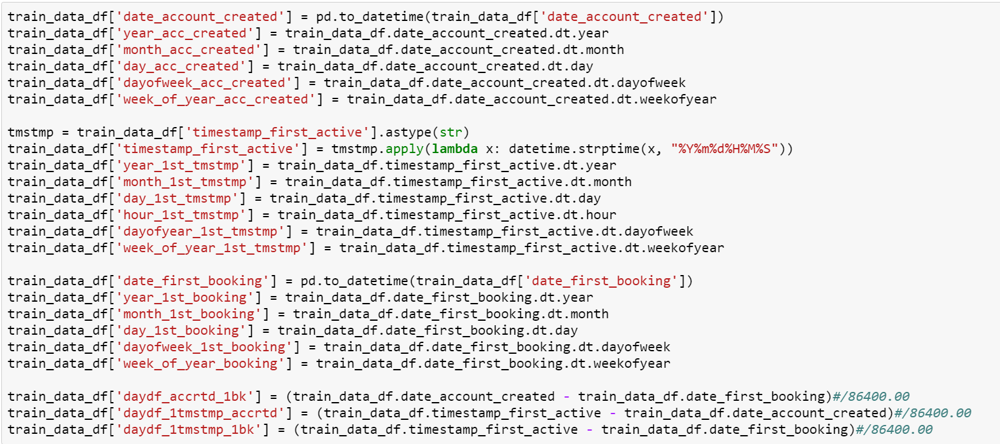 train_data_df['date_account_created'] = pd.to_datetime(train_data_df['date_account_created'])
train_data_df['year_acc_created'] = train_data_df.date_account_created.dt.year
train_data_df['month_acc_created'] = train_data_df.date_account_created.dt.month
train_data_df['day_acc_created'] = train_data_df.date_account_created.dt.day
train_data_df['dayofweek_acc_created'] = train_data_df.date_account_created.dt.dayofweek
train_data_df['week_of_year_acc_created'] = train_data_df.date_account_created.dt.weekofyear

tmstmp = train_data_df['timestamp_first_active'].astype(str)
train_data_df['timestamp_first_active'] = tmstmp.apply(lambda x: datetime.strptime(x, "%Y%m%d%H%M%S"))
train_data_df['year_1st_tmstmp'] = train_data_df.timestamp_first_active.dt.year
train_data_df['month_1st_tmstmp'] = train_data_df.timestamp_first_active.dt.month
train_data_df['day_1st_tmstmp'] = train_data_df.timestamp_first_active.dt.day
train_data_df['hour_1st_tmstmp'] = train_data_df.timestamp_first_active.dt.hour
train_data_df['dayofyear_1st_tmstmp'] = train_data_df.timestamp_first_active.dt.dayofweek
train_data_df['week_of_year_1st_tmstmp'] = train_data_df.timestamp_first_active.dt.weekofyear

train_data_df['date_first_booking'] = pd.to_datetime(train_data_df['date_first_booking'])
train_data_df['year_1st_booking'] = train_data_df.date_first_booking.dt.year
train_data_df['month_1st_booking'] = train_data_df.date_first_booking.dt.month
train_data_df['day_1st_booking'] = train_data_df.date_first_booking.dt.day
train_data_df['dayofweek_1st_booking'] = train_data_df.date_first_booking.dt.dayofweek
train_data_df['week_of_year_booking'] = train_data_df.date_first_booking.dt.weekofyear

train_data_df['daydf_accrtd_1bk'] = (train_data_df.date_account_created - train_data_df.date_first_booking)#/86400.00
train_data_df['daydf_1tmstmp_accrtd'] = (train_data_df.timestamp_first_active - train_data_df.date_account_created)#/86400.00
train_data_df['daydf_1tmstmp_1bk'] = (train_data_df.timestamp_first_active - train_data_df.date_first_booking)#/86400.00